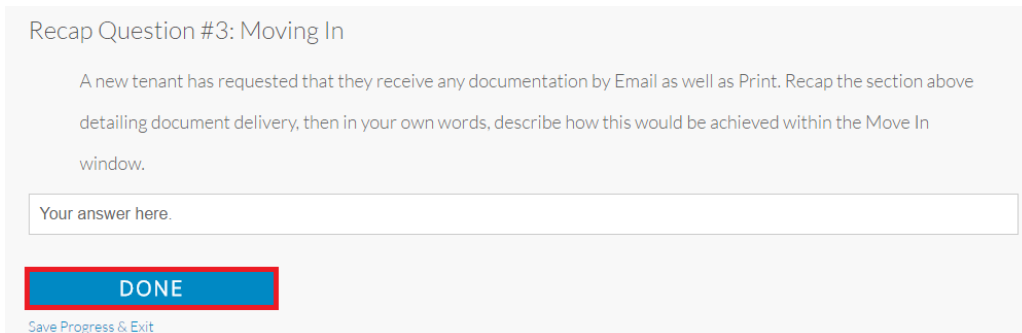 Recap Question #3: Moving In
A new tenant has requested that they receive any documentation by Email as well as Print. Recap the section above
detailing document delivery, then in your own words, describe how this would be achieved within the Move In
window.
Your answer here.
DONE
Save Progress & Exit